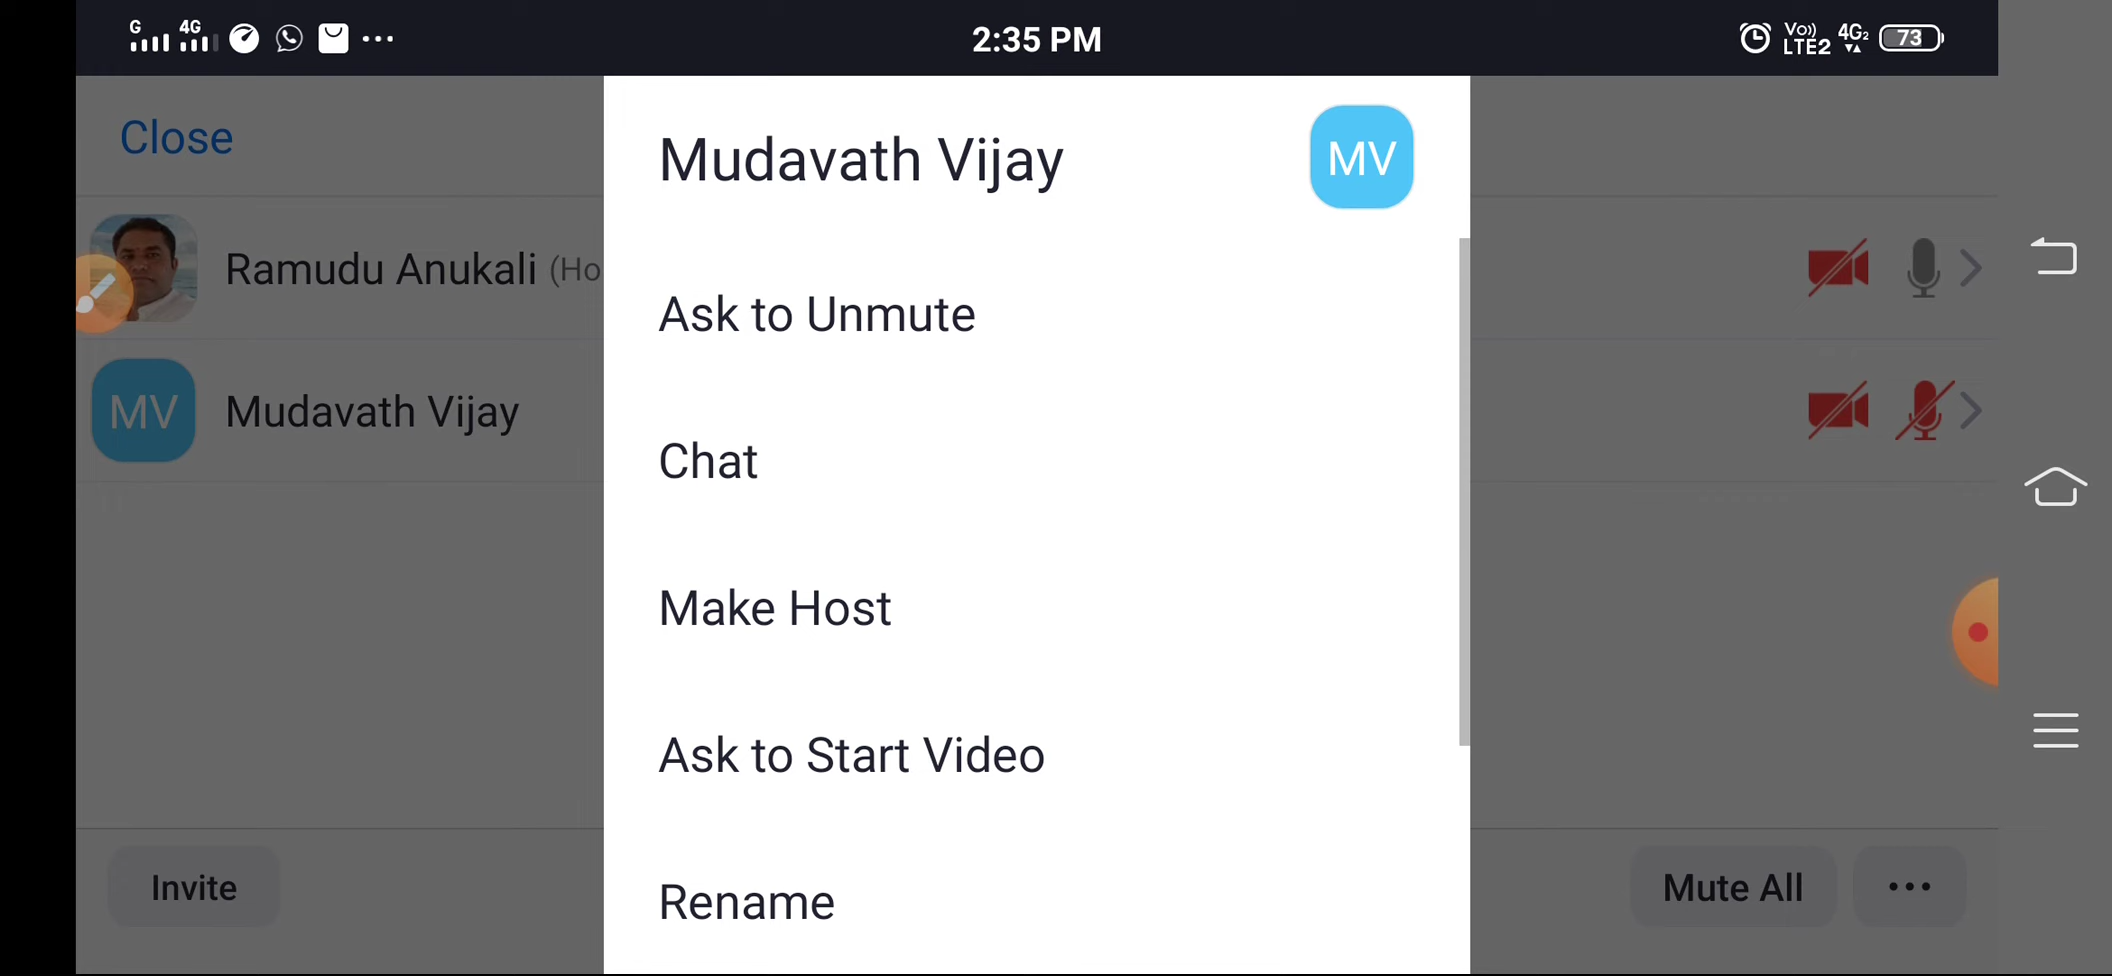 G 4G 2:35 PM Vo) LTE2 4G2 73
Close
Mudavath Vijay MV
Ramudu Anukali (Ho
Ask to Unmute
MV Mudavath Vijay
Chat
Make Host
Ask to Start Video
Invite
Rename
Mute All